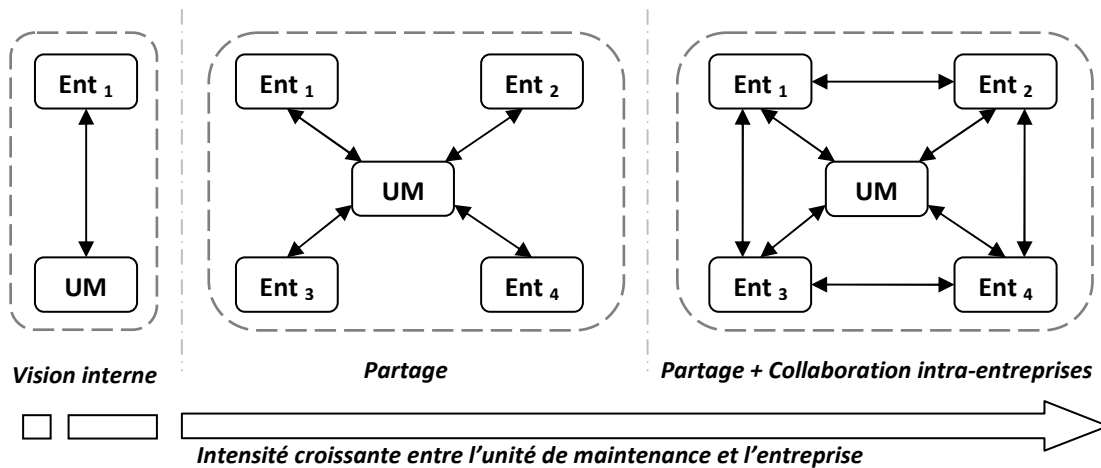 Ent 1
UM
Ent 1
Ent 2
UM
Ent 3
Ent 4
Ent 1
Ent 2
UM
Ent 3
Ent 4
Vision interne
Partage
Partage + Collaboration intra-entreprises
Intensité croissante entre l’unité de maintenance et l’entreprise